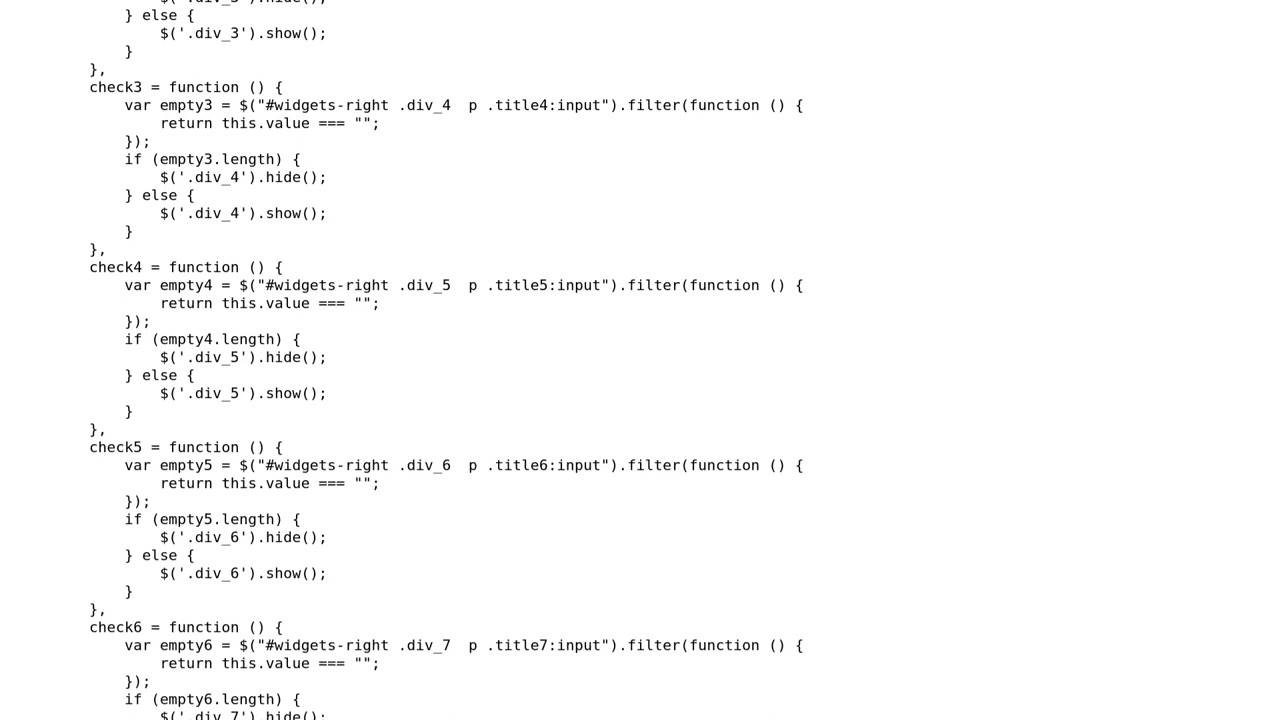 $('.div_3').hide();
} else {
$('.div_3').show();
}
},
check3 = function () {
var empty3 = $("#widgets-right .div_4  p .title4:input").filter(function () {
return this.value === "";
});
if (empty3.length) {
$('.div_4').hide();
} else {
$('.div_4').show();
}
},
check4 = function () {
var empty4 = $("#widgets-right .div_5  p .title5:input").filter(function () {
return this.value === "";
});
if (empty4.length) {
$('.div_5').hide();
} else {
$('.div_5').show();
}
},
check5 = function () {
var empty5 = $("#widgets-right .div_6  p .title6:input").filter(function () {
return this.value === "";
});
if (empty5.length) {
$('.div_6').hide();
} else {
$('.div_6').show();
}
},
check6 = function () {
var empty6 = $("#widgets-right .div_7  p .title7:input").filter(function () {
return this.value === "";
});
if (empty6.length) {
$('.div_7').hide();